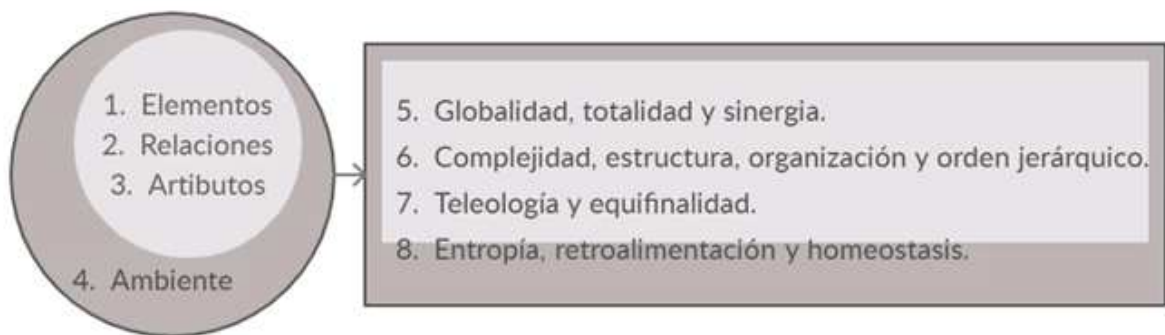 1. Elementos
2. Relaciones
3. Artibutos
4. Ambiente
5. Globalidad, totalidad y sinergia.
6. Complejidad, estructura, organización y orden jerárquico.
7. Teleología y equifinalidad.
8. Entropía, retroalimentación y homeostasis.